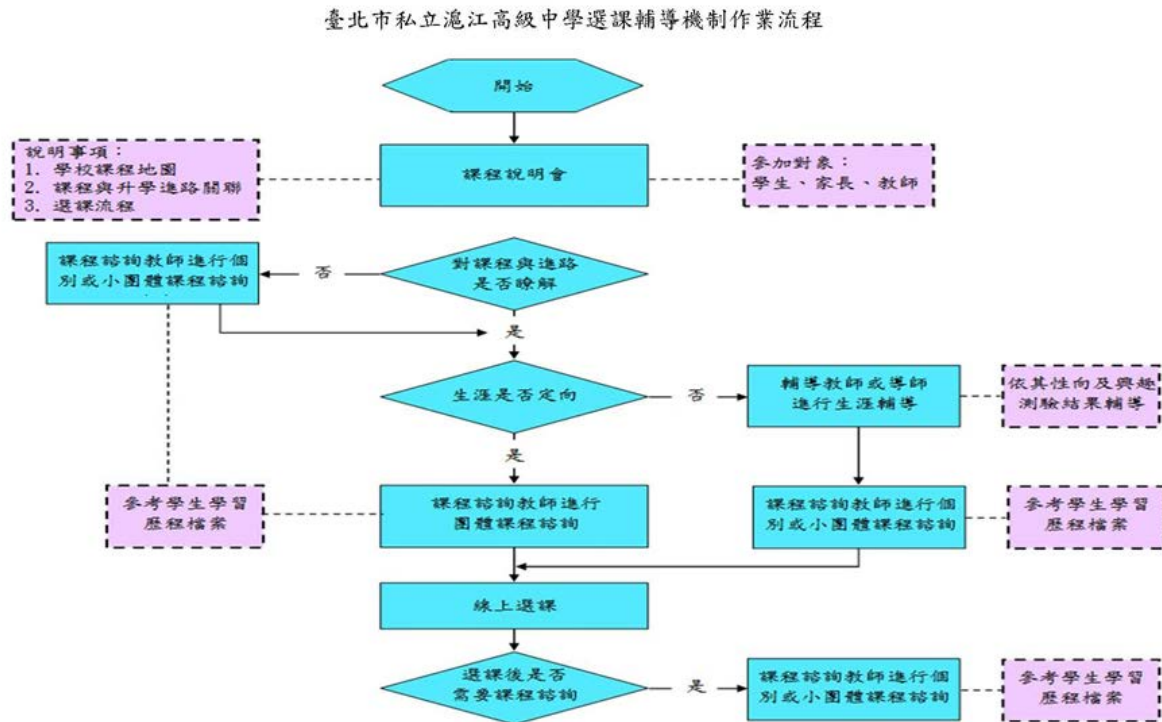 臺北市私立滬江高級中學選課輔導機制作業流程
開始
說明事項：
1. 學校課程地圖
2. 課程與升學進路關聯
3. 選課流程
課程說明會
參加對象：
學生、家長、教師
課程諮詢教師進行個
別或小團體課程諮詢
否
對課程與進路
是否瞭解
是
生涯是否定向
否
輔導教師或導師
進行生涯輔導
依其性向及興趣
測驗結果輔導
是
參考學生學習
歷程檔案
課程諮詢教師進行
團體課程諮詢
課程諮詢教師進行個
別或小團體課程諮詢
參考學生學習
歷程檔案
線上選課
選課後是否
需要課程諮詢
是
課程諮詢教師進行個
別或小團體課程諮詢
參考學生學習
歷程檔案